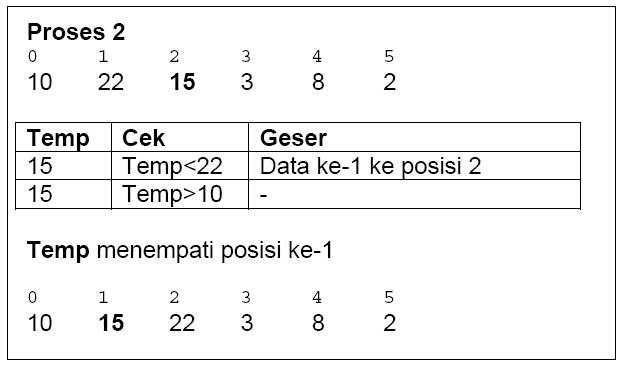 Proses 2
0 1 2 3 4 5
10 22 15 3 8 2
Temp Cek Geser
15 Temp<22 Data ke-1 ke posisi 2
15 Temp>10 -
Temp menempati posisi ke-1
0 1 2 3 4 5
10 15 22 3 8 2